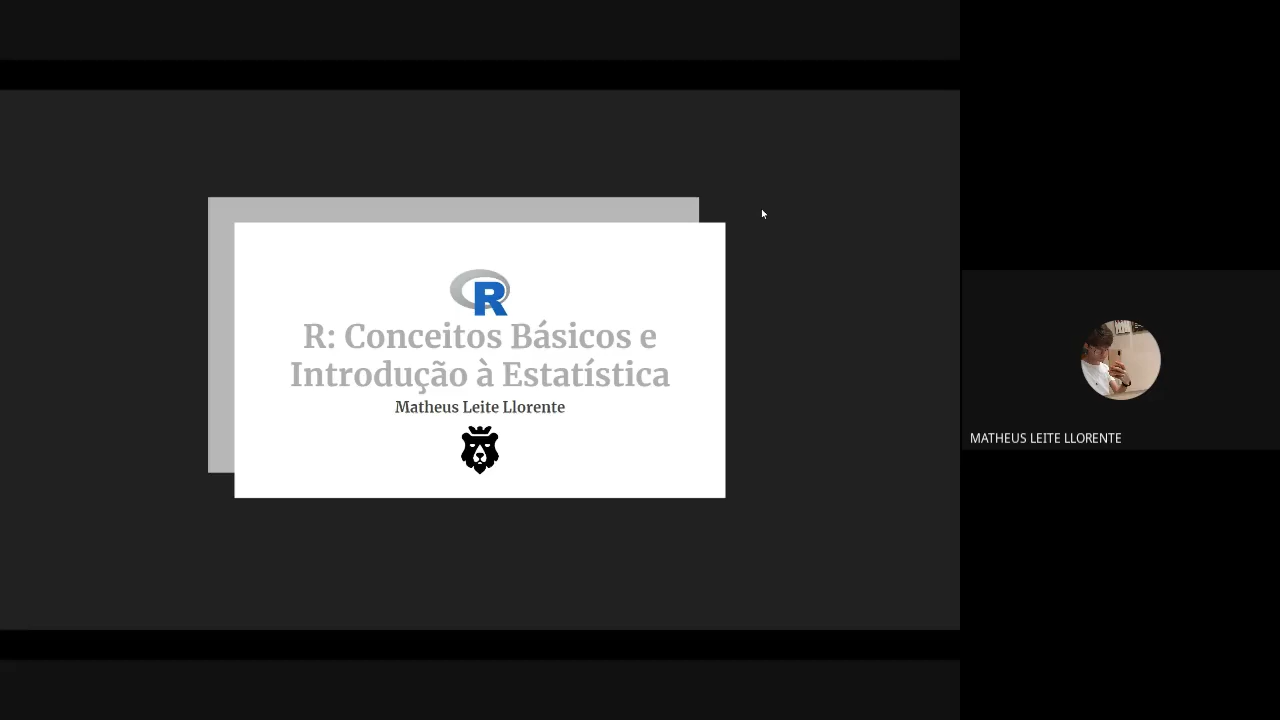 R
R: Conceitos Básicos e
Introdução à Estatística
Matheus Leite Llorente
MATHEUS LEITE LLORENTE